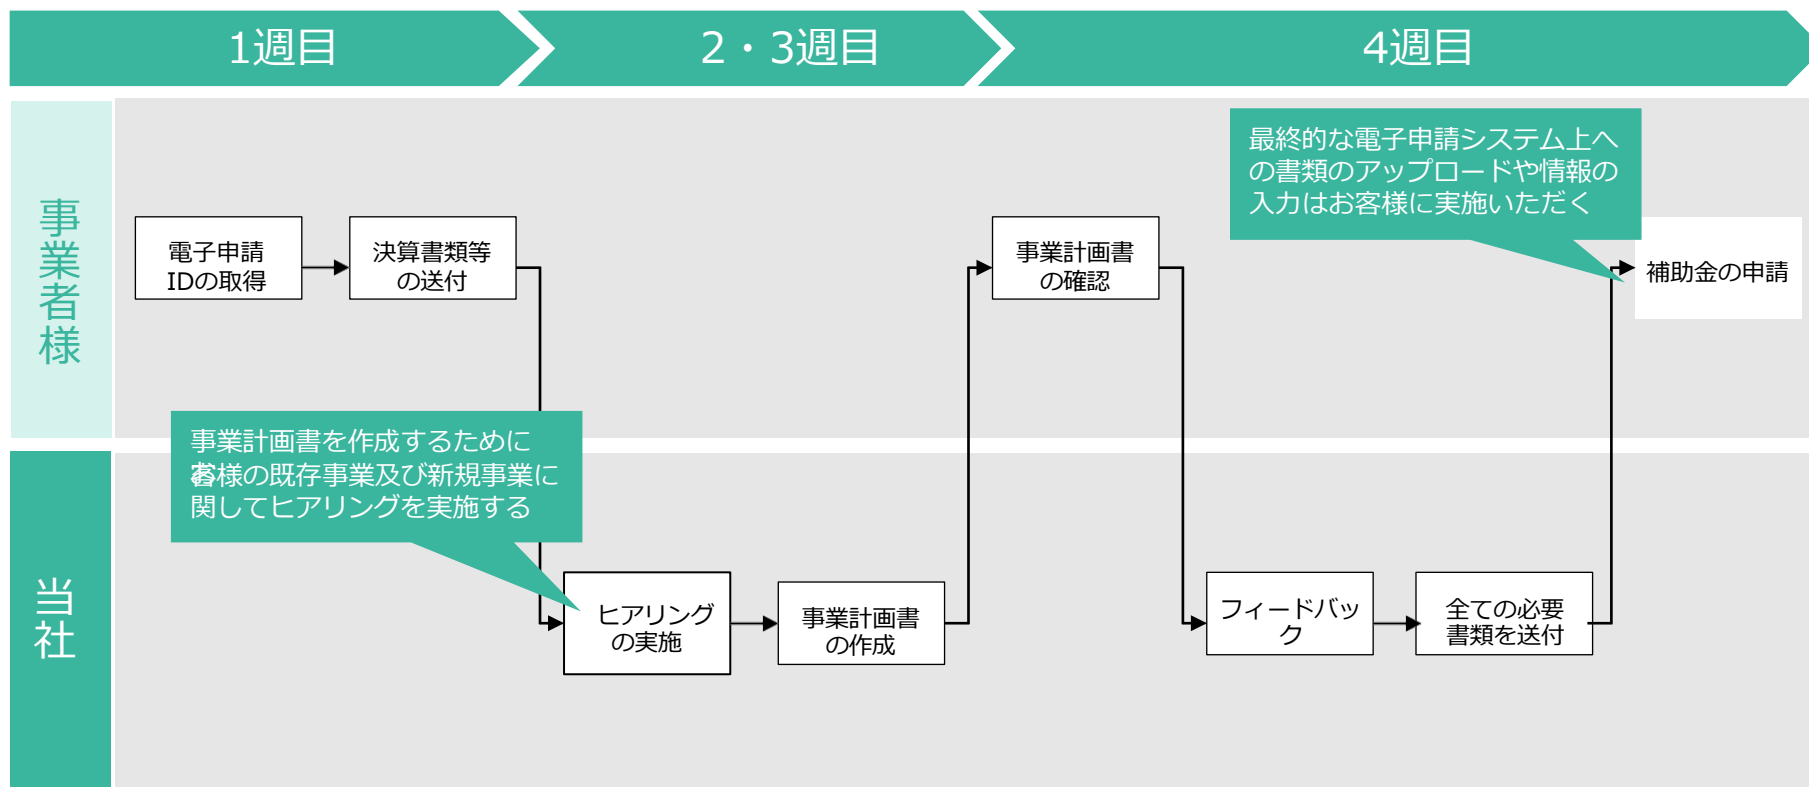 1週目
2・3週目
4週目
事業者様
最終的な電子申請システム上へ
の書類のアップロードや情報の
入力はお客様に実施いただく
電子申請
IDの取得
決算書類等
の送付
事業計画書
の確認
補助金の申請
当社
事業計画書を作成するために
お客様の既存事業及び新規事業に
関してヒアリングを実施する
ヒアリング
の実施
事業計画書
の作成
フィードバッ
ク
全ての必要
書類を送付